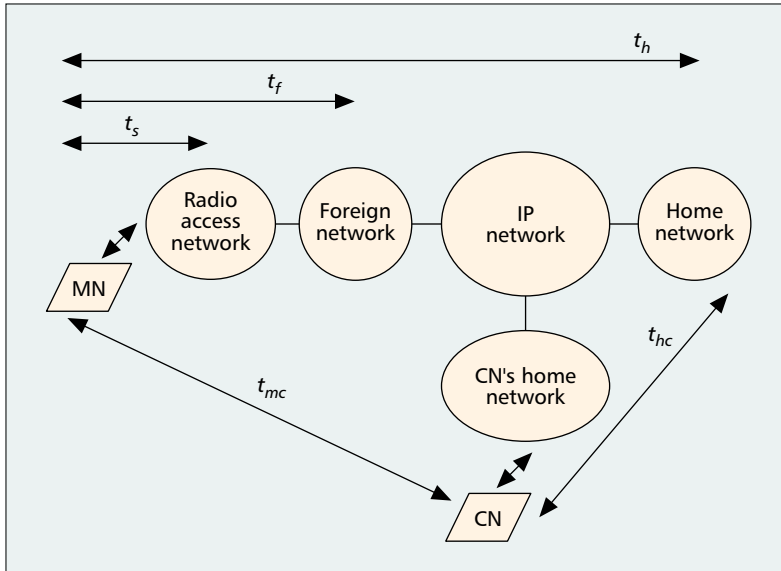 t_h
t_f
t_s
Radio
access
network
Foreign
network
IP
network
Home
network
MN
t_hc
CN's home
network
t_mc
CN